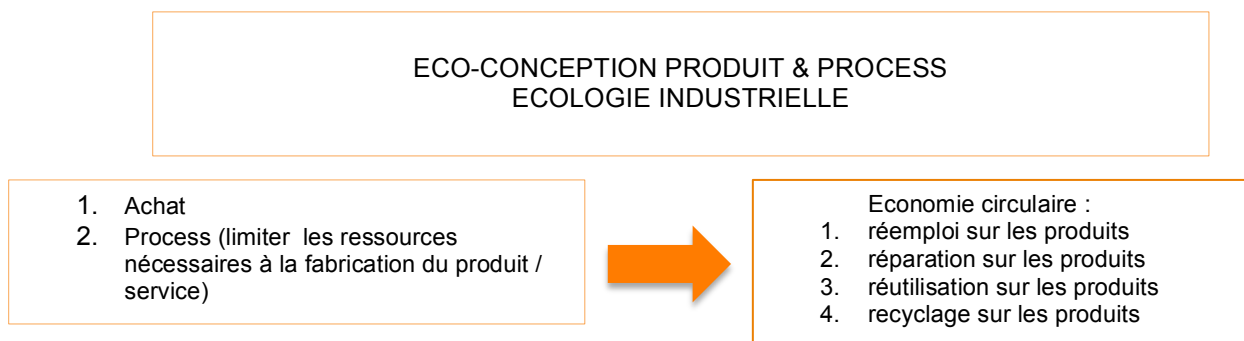 ECO-CONCEPTION PRODUIT & PROCESS
ECOLOGIE INDUSTRIELLE
1. Achat
2. Process (limiter les ressources
nécessaires à la fabrication du produit /
service)
Economie circulaire :
1. réemploi sur les produits
2. réparation sur les produits
3. réutilisation sur les produits
4. recyclage sur les produits